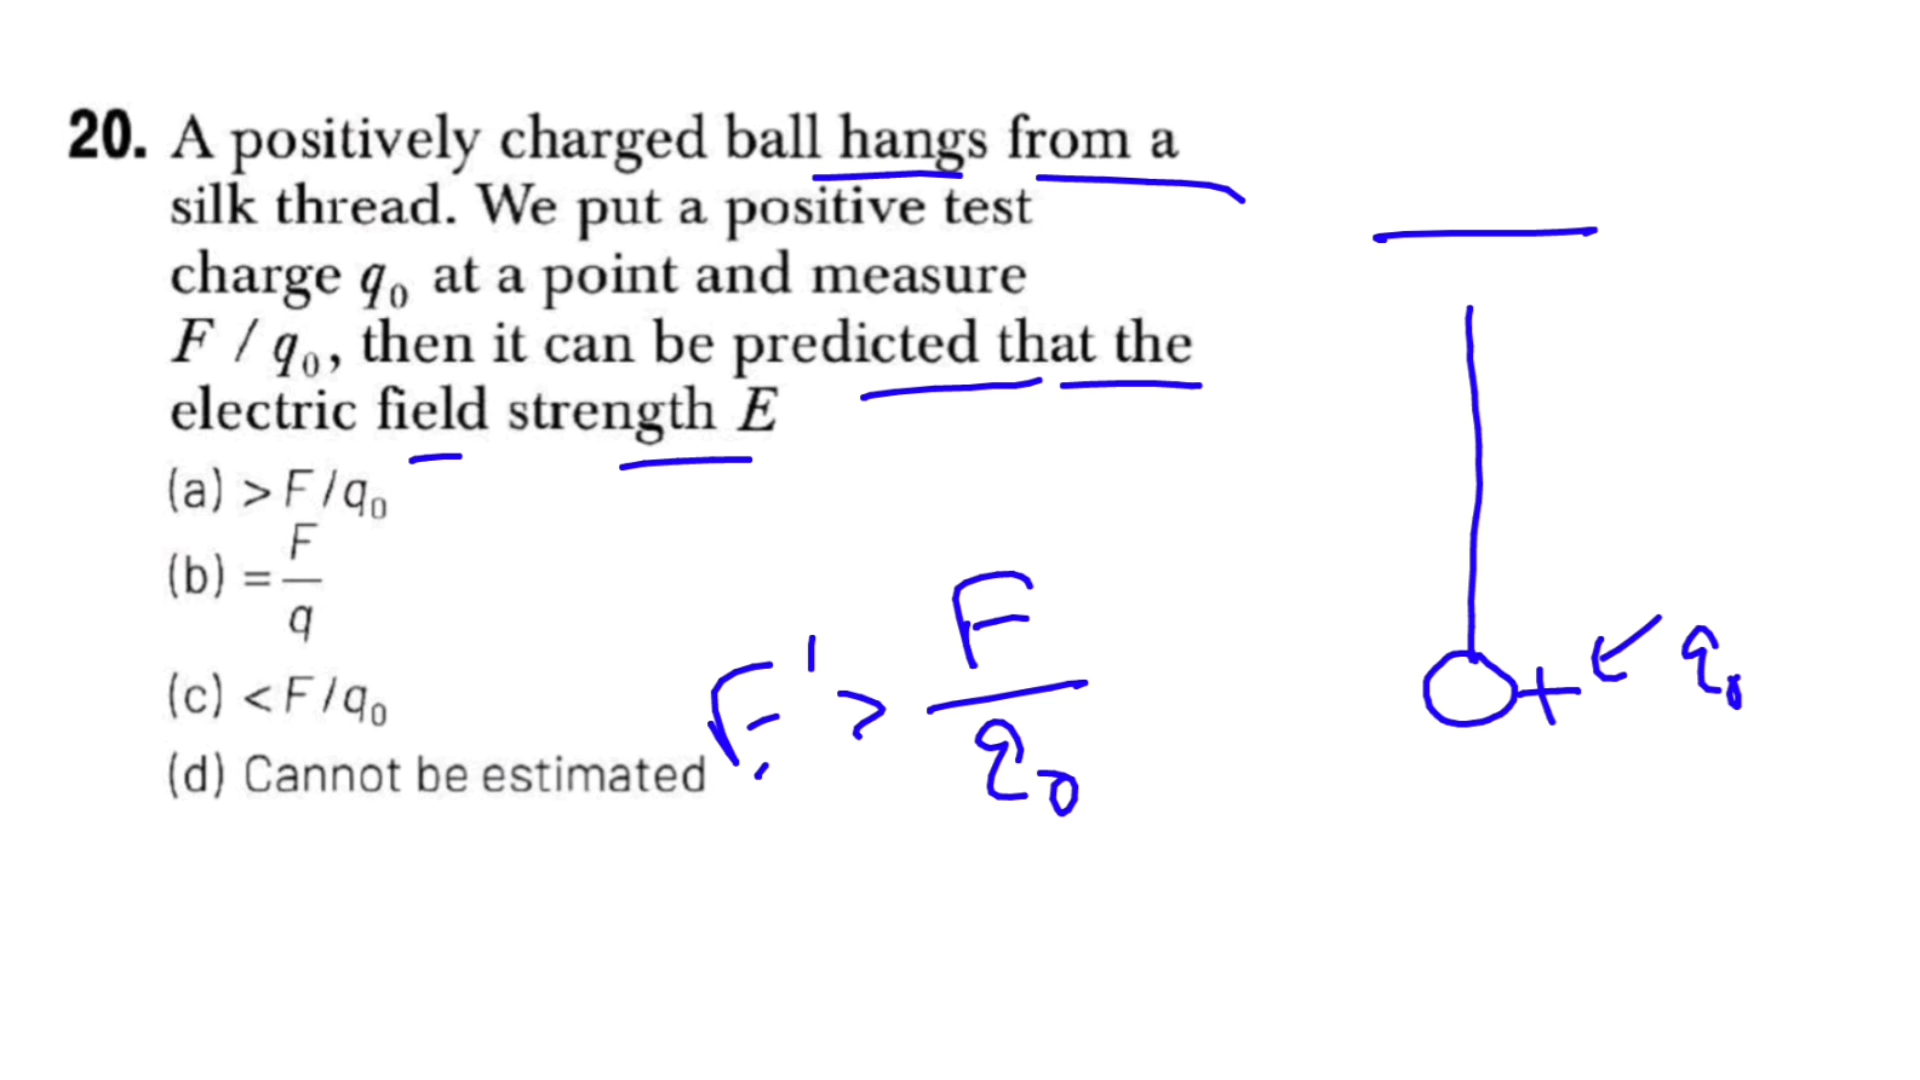 20. A positively charged ball hangs from a
silk thread. We put a positive test
charge q₀ at a point and measure
F / q₀, then it can be predicted that the
electric field strength E
(a) > F/q₀
(b) = F/q
(c) < F/q₀
(d) Cannot be estimated
E' > F/q₀
+ q₀